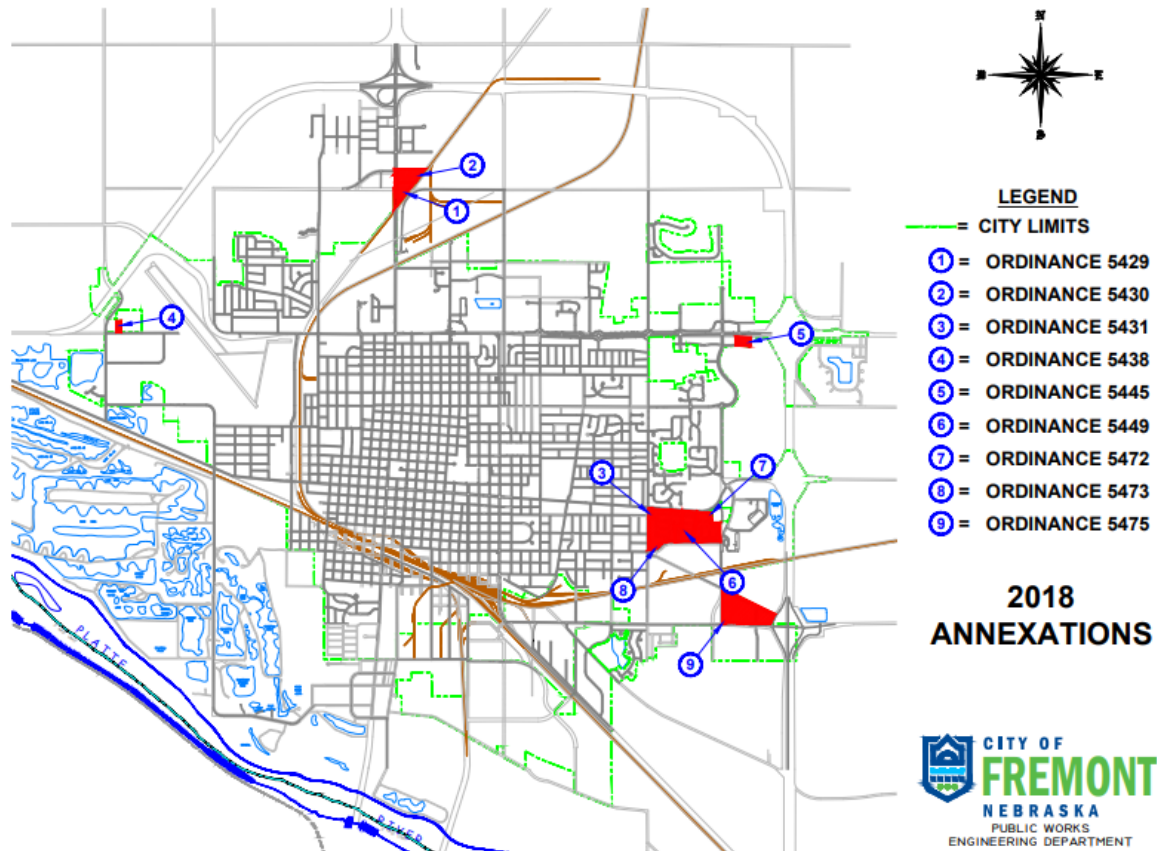 N
E
S
2
1
4
5
3
7
8
6
9
PLATTE
RIVER
LEGEND
= CITY LIMITS
1 = ORDINANCE 5429
2 = ORDINANCE 5430
3 = ORDINANCE 5431
4 = ORDINANCE 5438
5 = ORDINANCE 5445
6 = ORDINANCE 5449
7 = ORDINANCE 5472
8 = ORDINANCE 5473
9 = ORDINANCE 5475
2018
ANNEXATIONS
CITY OF
FREMONT
NEBRASKA
PUBLIC WORKS
ENGINEERING DEPARTMENT